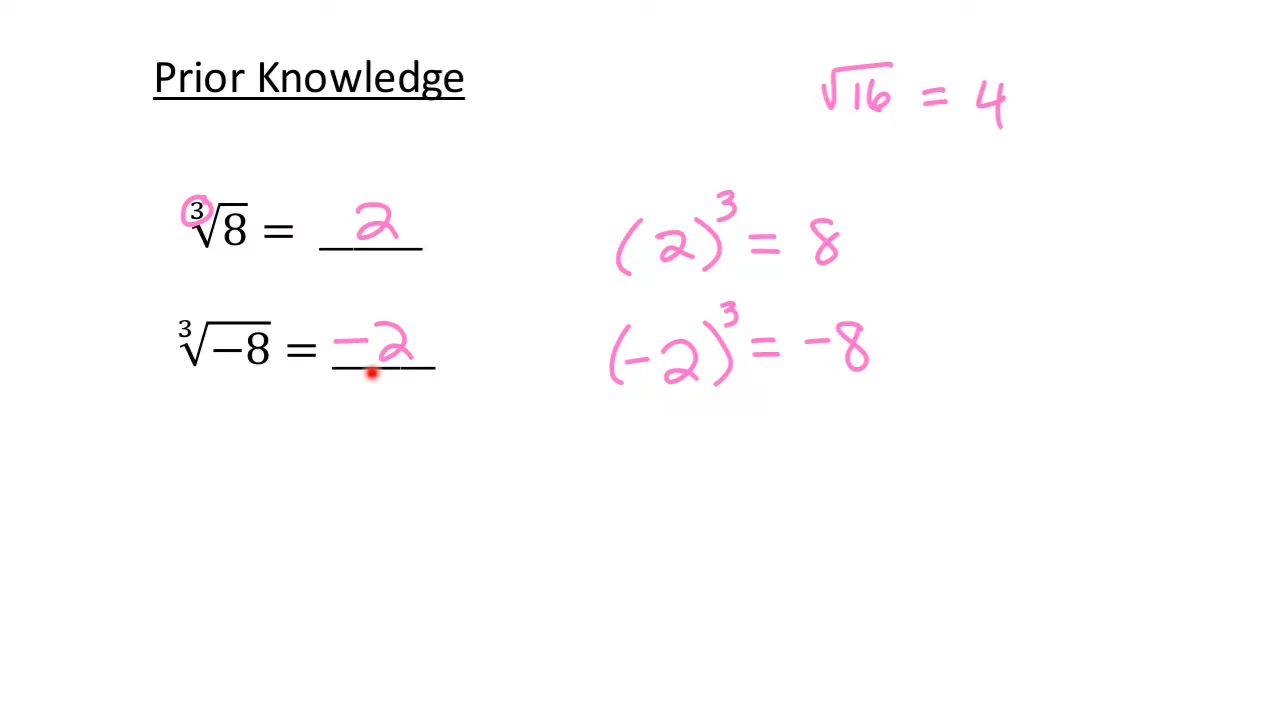 Prior Knowledge
√16 = 4
∛8 = 2
(2)³ = 8
∛−8 = −2
(−2)³ = −8